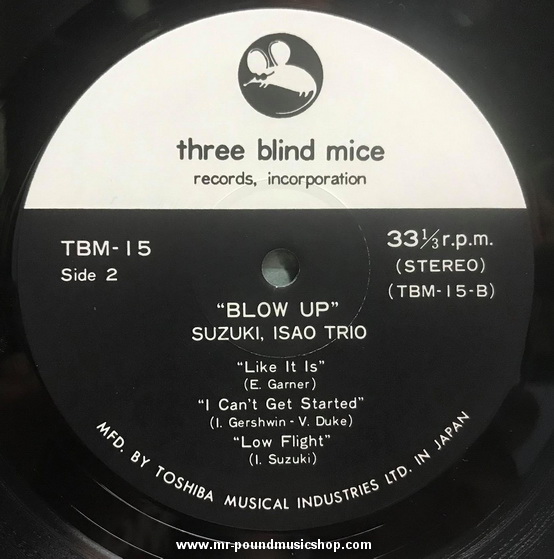 three blind mice
records, incorporation
TBM-15
Side 2
33⅓ r.p.m.
(STEREO)
(TBM-15-B)
“BLOW UP”
SUZUKI, ISAO TRIO
“Like It Is”
(E. Garner)
“I Can't Get Started”
(I. Gershwin - V. Duke)
“Low Flight”
(I. Suzuki)
MFD. BY TOSHIBA MUSICAL INDUSTRIES LTD. IN JAPAN
www.mr-poundmusicshop.com